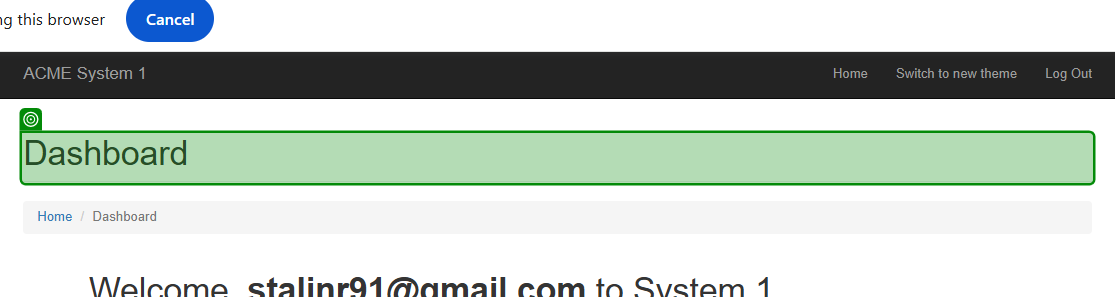 ng this browser Cancel
ACME System 1 Home Switch to new theme Log Out
Dashboard
Home / Dashboard
Welcome, stalinr91@gmail.com to System 1